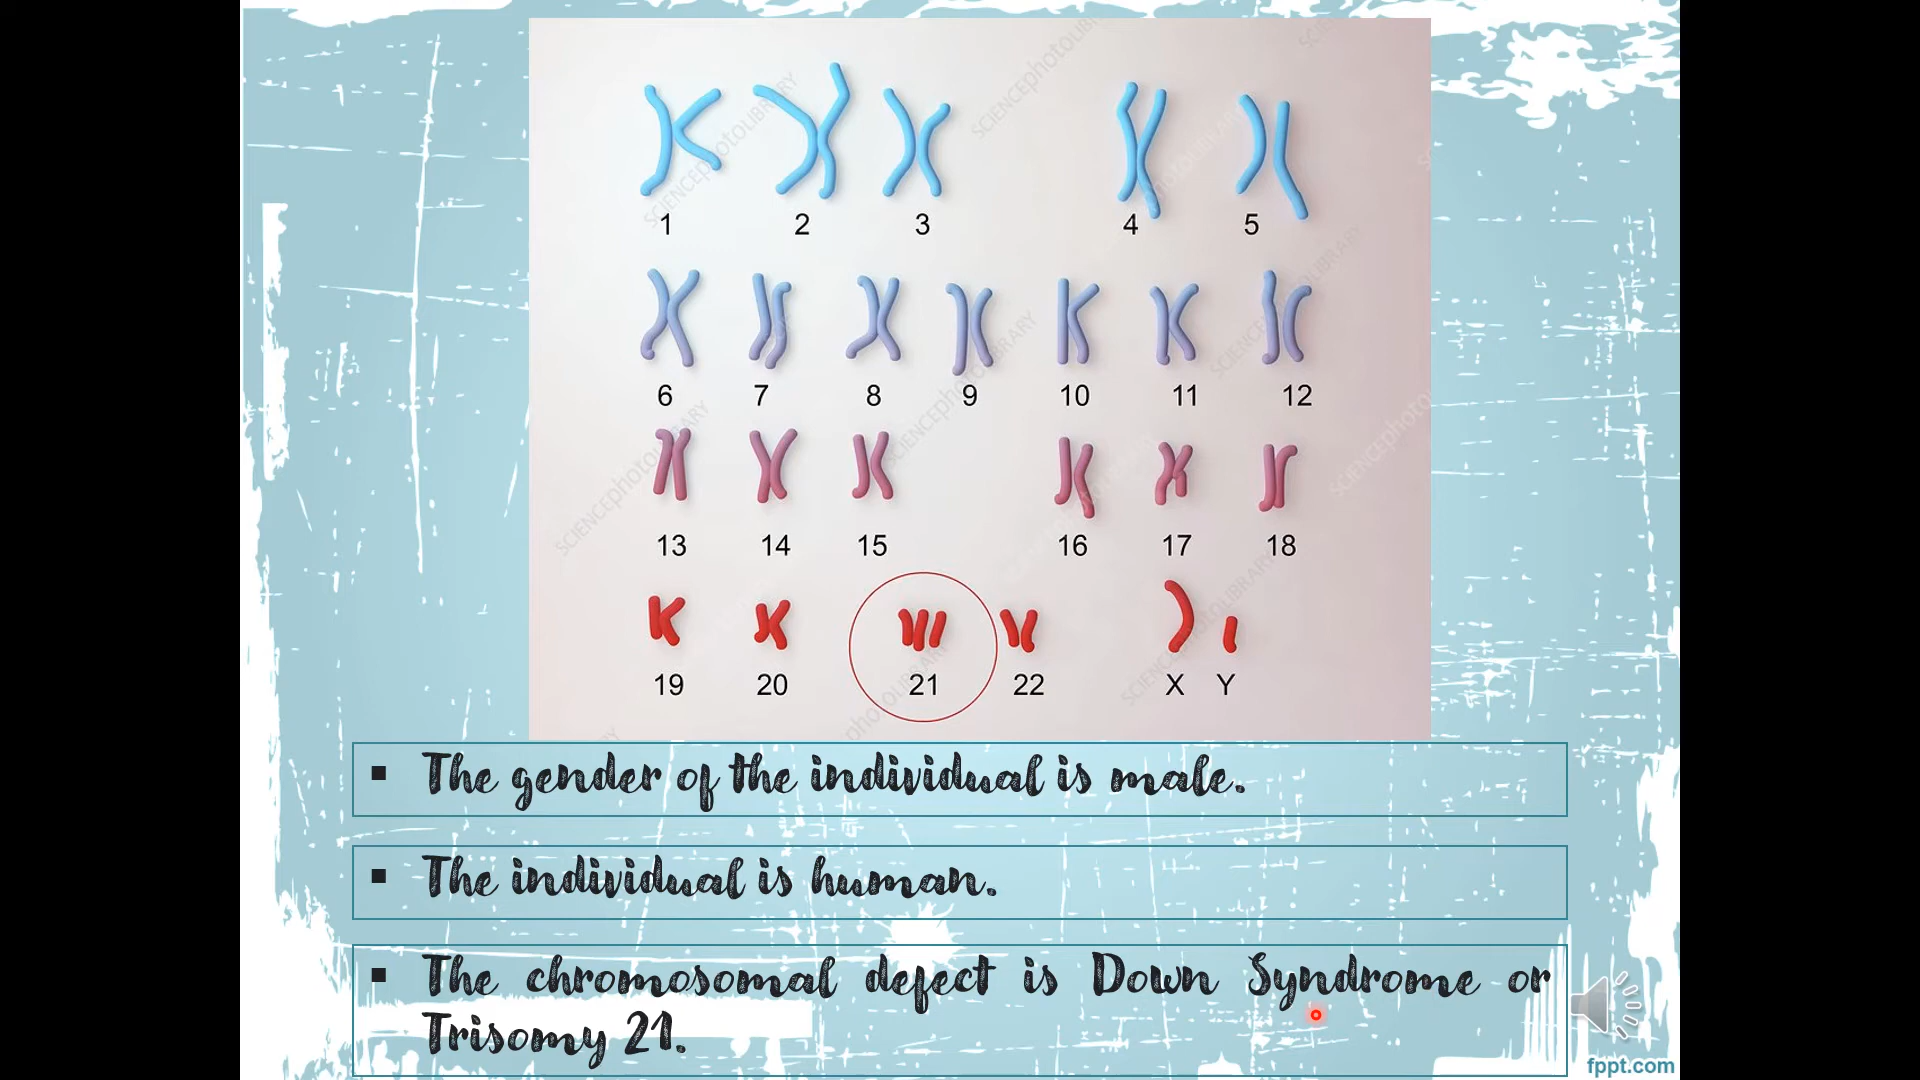 1 2 3 4 5
6 7 8 9 10 11 12
13 14 15 16 17 18
19 20 21 22 X Y
SCIENCEphotoLIBRARY
▪ The gender of the individual is male.
▪ The individual is human.
▪ The chromosomal defect is Down Syndrome or
Trisomy 21.
fppt.com